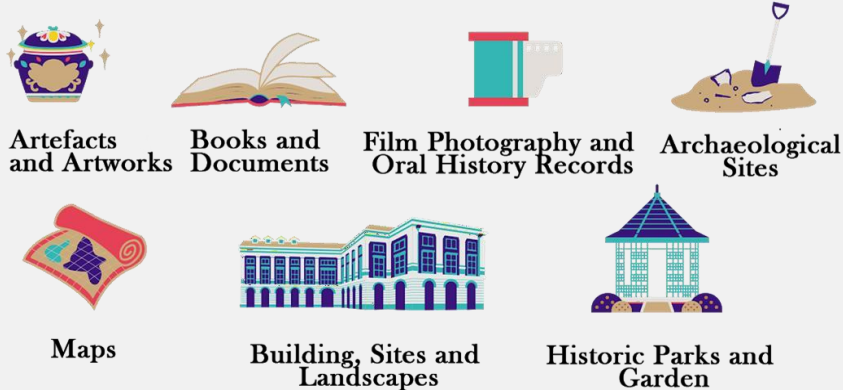 Artefacts
and Artworks
Books and
Documents
Film Photography and
Oral History Records
Archaeological
Sites
Maps
Building, Sites and
Landscapes
Historic Parks and
Garden